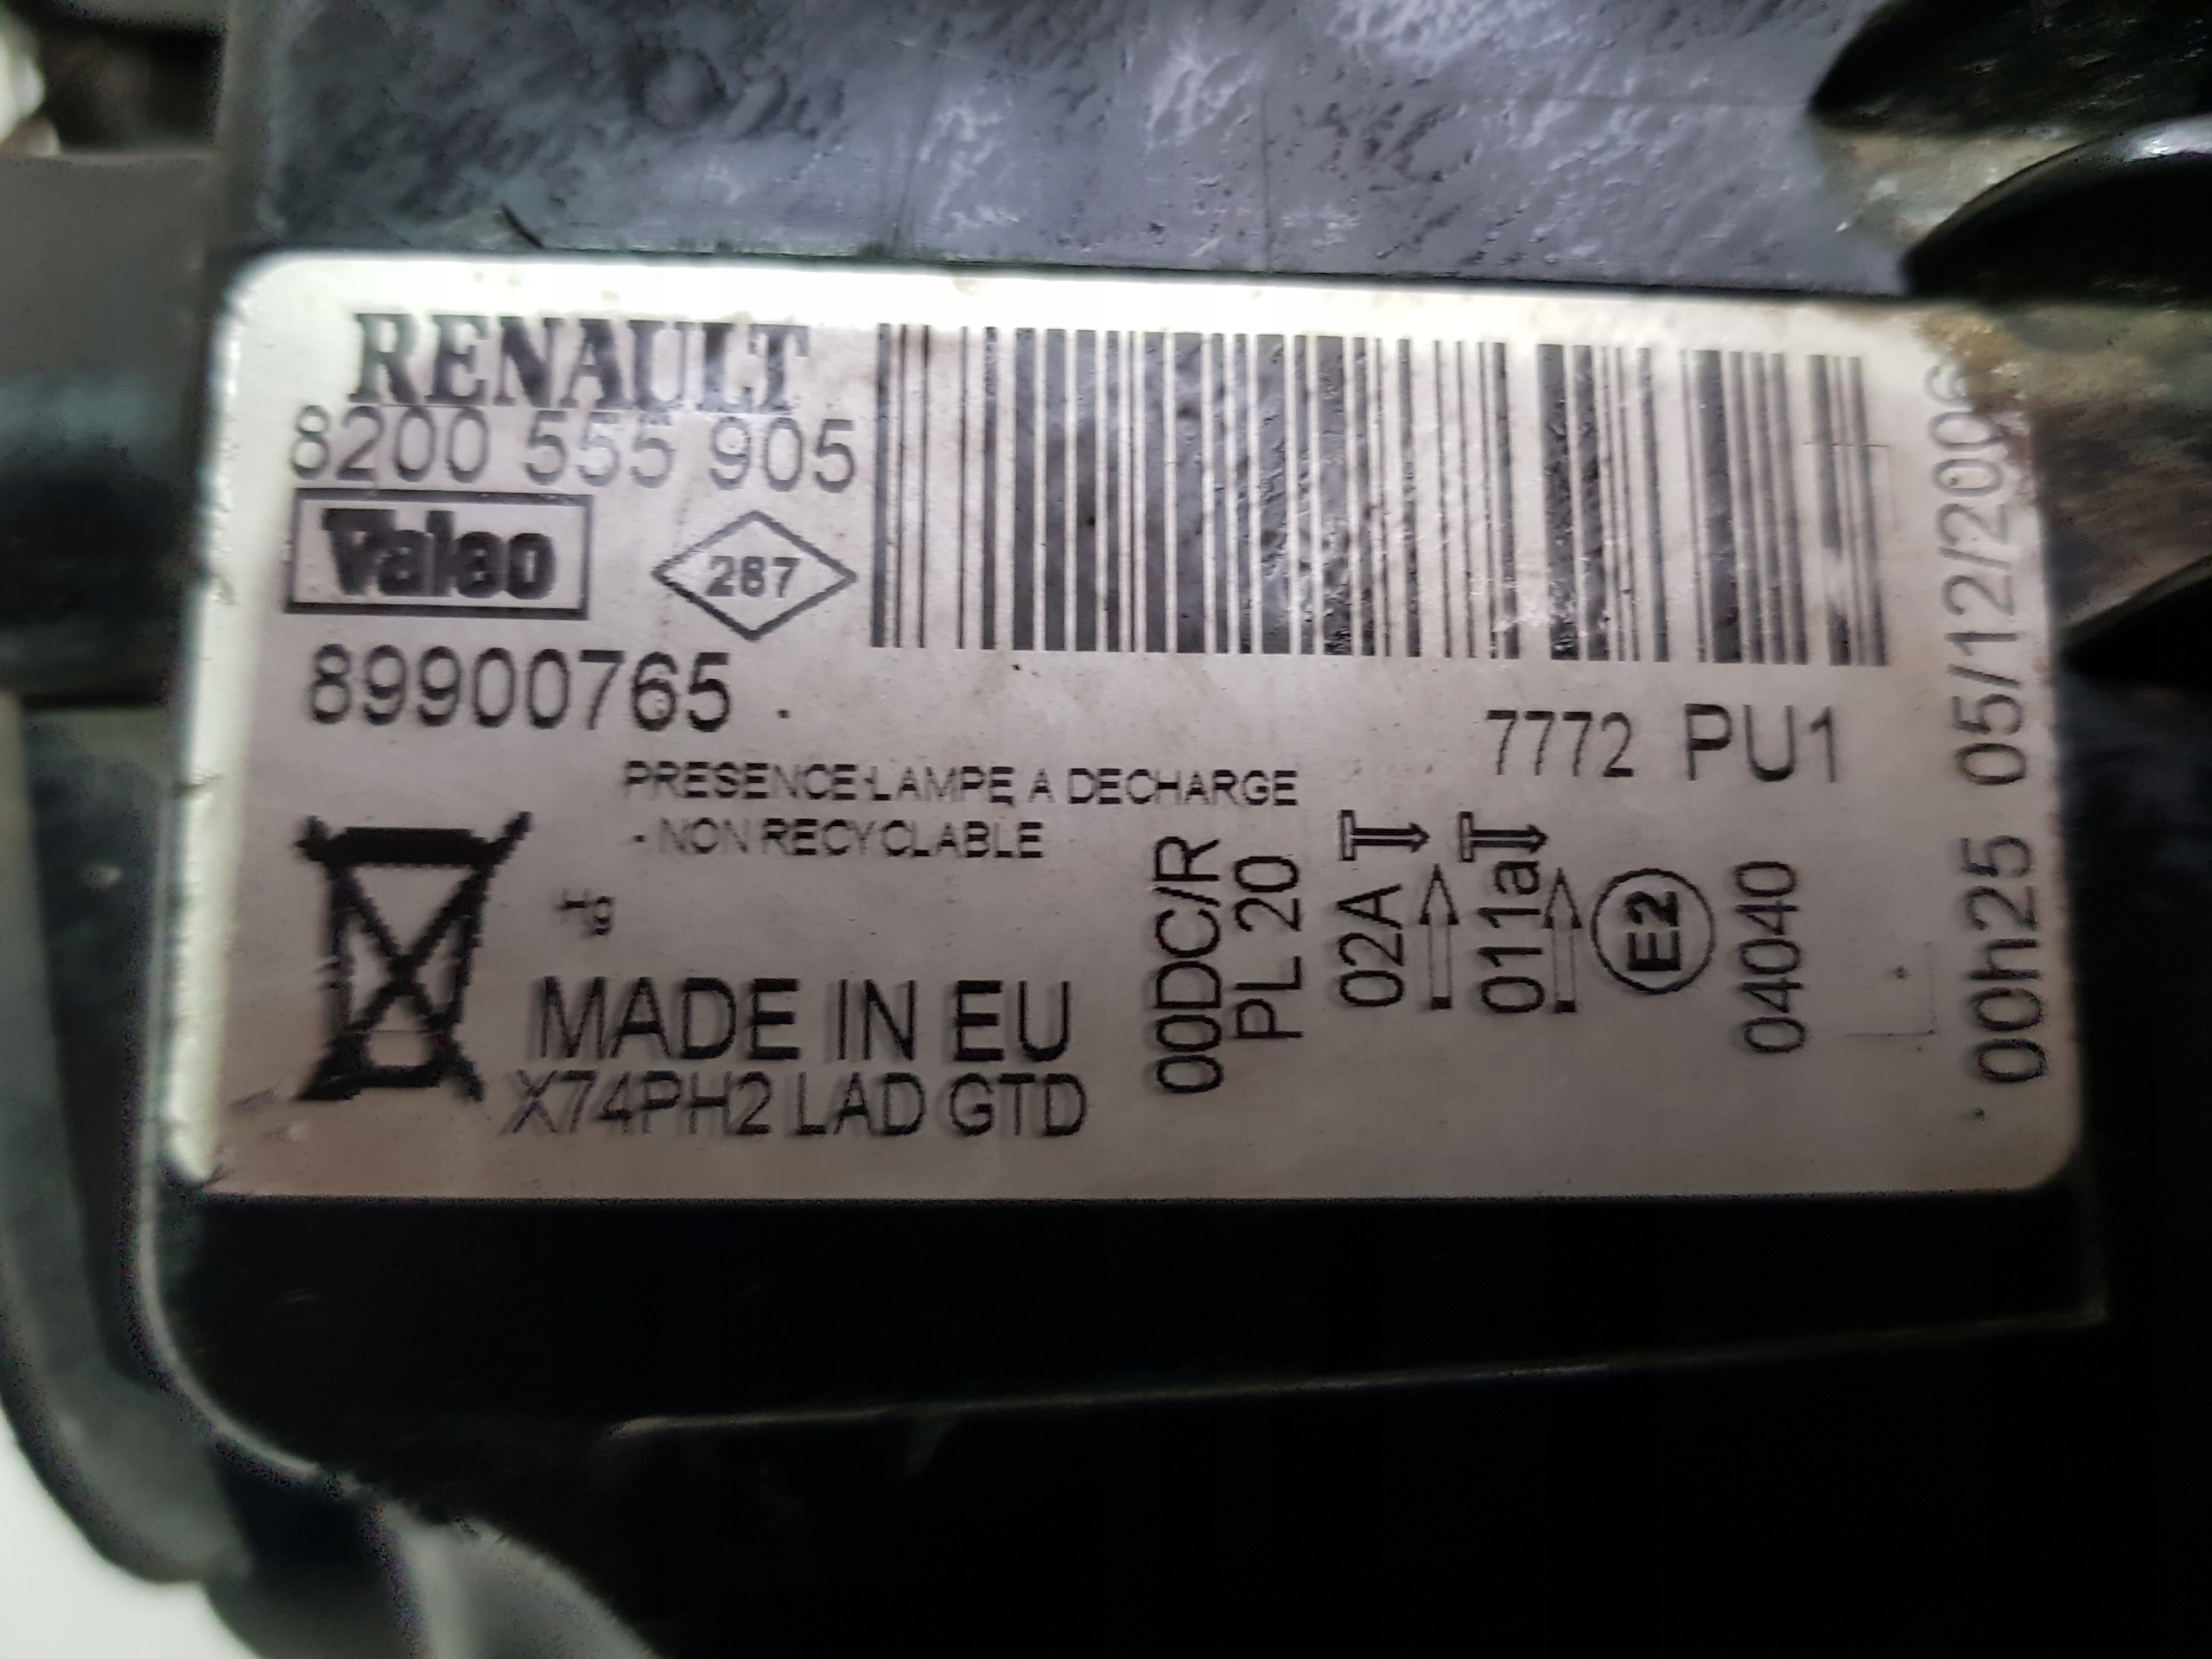 RENAULT
8200 555 905
Valeo
287
89900765
7772 PU1
PRESENCE LAMPE A DECHARGE
- NON RECYCLABLE
Hg
MADE IN EU
X74PH2 LAD GTD
00DC/R
PL 20
02A
011a
E2
04040
00h25 05/12/2006